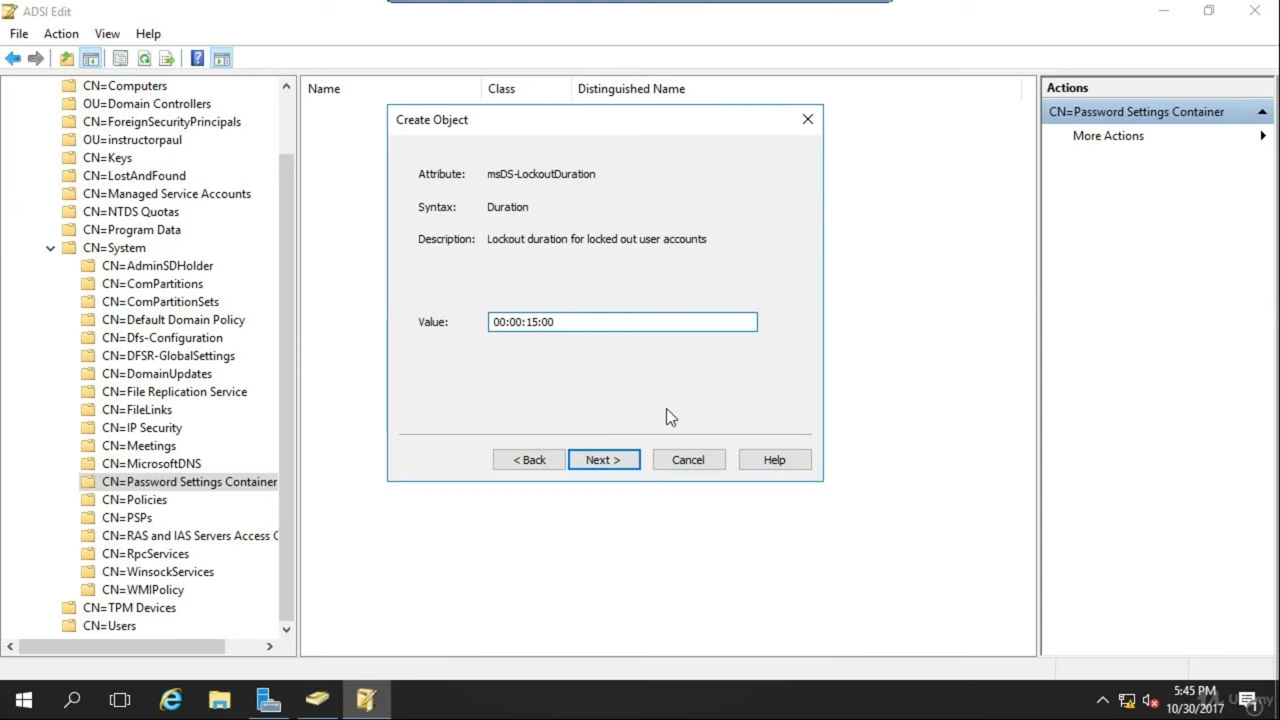 ADSI Edit
File Action View Help
CN=Computers
OU=Domain Controllers
CN=ForeignSecurityPrincipals
OU=instructorpaul
CN=Keys
CN=LostAndFound
CN=Managed Service Accounts
CN=NTDS Quotas
CN=Program Data
CN=System
CN=AdminSDHolder
CN=ComPartitions
CN=ComPartitionSets
CN=Default Domain Policy
CN=Dfs-Configuration
CN=DFSR-GlobalSettings
CN=DomainUpdates
CN=File Replication Service
CN=FileLinks
CN=IP Security
CN=Meetings
CN=MicrosoftDNS
CN=Password Settings Container
CN=Policies
CN=PSPs
CN=RAS and IAS Servers Access C
CN=RpcServices
CN=WinsockServices
CN=WMIPolicy
CN=TPM Devices
CN=Users
Name Class Distinguished Name
Create Object
Attribute: msDS-LockoutDuration
Syntax: Duration
Description: Lockout duration for locked out user accounts
Value: 00:00:15:00
< Back Next > Cancel Help
Actions
CN=Password Settings Container
More Actions
5:45 PM
10/30/2017
1
Udemy